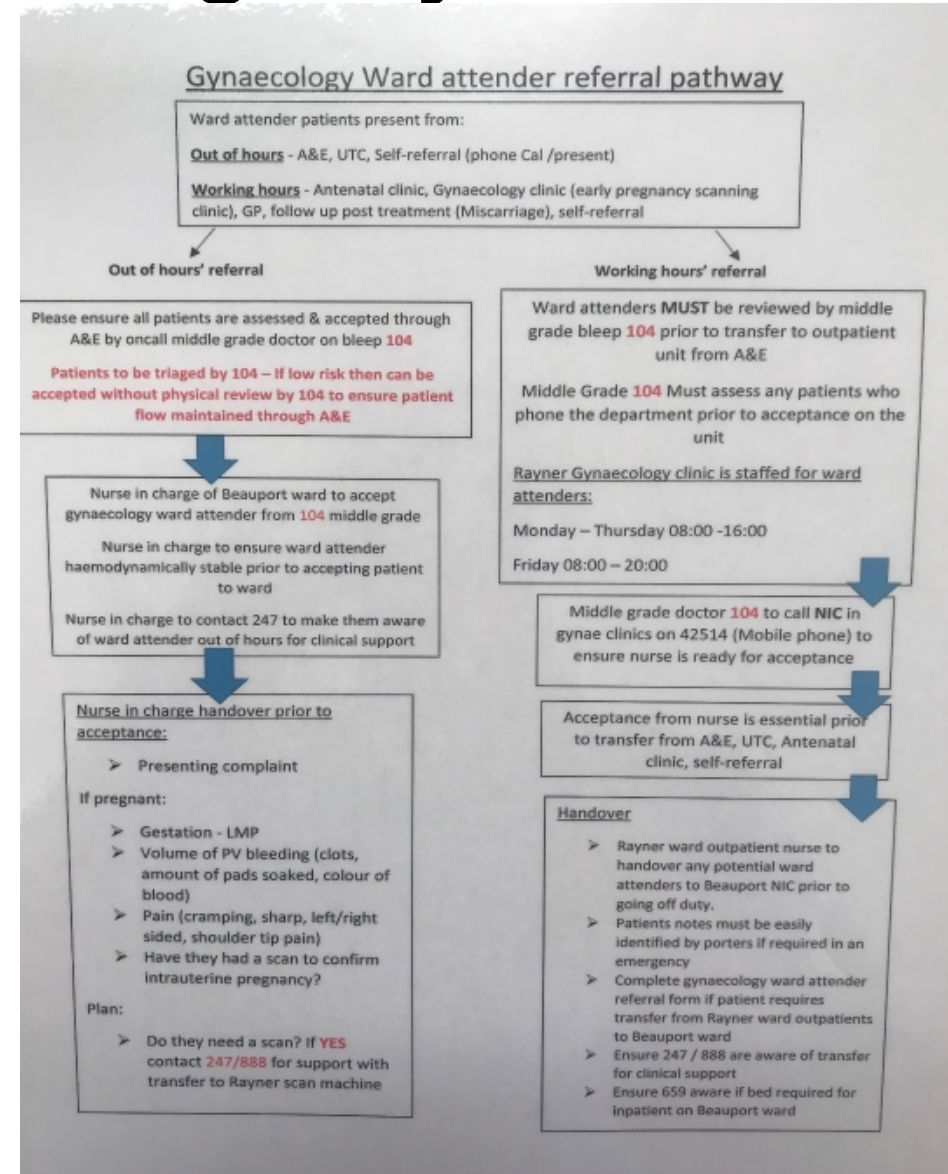 Gynaecology Ward attender referral pathway
Ward attender patients present from:
Out of hours - A&E, UTC, Self-referral (phone Cal /present)
Working hours - Antenatal clinic, Gynaecology clinic (early pregnancy scanning
clinic), GP, follow up post treatment (Miscarriage), self-referral
Out of hours' referral
Please ensure all patients are assessed & accepted through
A&E by oncall middle grade doctor on bleep 104
Patients to be triaged by 104 – If low risk then can be
accepted without physical review by 104 to ensure patient
flow maintained through A&E
Nurse in charge of Beauport ward to accept
gynaecology ward attender from 104 middle grade
Nurse in charge to ensure ward attender
haemodynamically stable prior to accepting patient
to ward
Nurse in charge to contact 247 to make them aware
of ward attender out of hours for clinical support
Nurse in charge handover prior to
acceptance:
➢ Presenting complaint
If pregnant:
➢ Gestation - LMP
➢ Volume of PV bleeding (clots,
amount of pads soaked, colour of
blood)
➢ Pain (cramping, sharp, left/right
sided, shoulder tip pain)
➢ Have they had a scan to confirm
intrauterine pregnancy?
Plan:
➢ Do they need a scan? If YES
contact 247/888 for support with
transfer to Rayner scan machine
Working hours' referral
Ward attenders MUST be reviewed by middle
grade bleep 104 prior to transfer to outpatient
unit from A&E
Middle Grade 104 Must assess any patients who
phone the department prior to acceptance on the
unit
Rayner Gynaecology clinic is staffed for ward
attenders:
Monday – Thursday 08:00 -16:00
Friday 08:00 – 20:00
Middle grade doctor 104 to call NIC in
gynae clinics on 42514 (Mobile phone) to
ensure nurse is ready for acceptance
Acceptance from nurse is essential prior
to transfer from A&E, UTC, Antenatal
clinic, self-referral
Handover
➢ Rayner ward outpatient nurse to
handover any potential ward
attenders to Beauport NIC prior to
going off duty.
➢ Patients notes must be easily
identified by porters if required in an
emergency
➢ Complete gynaecology ward attender
referral form if patient requires
transfer from Rayner ward outpatients
to Beauport ward
➢ Ensure 247 / 888 are aware of transfer
for clinical support
➢ Ensure 659 aware if bed required for
inpatient on Beauport ward